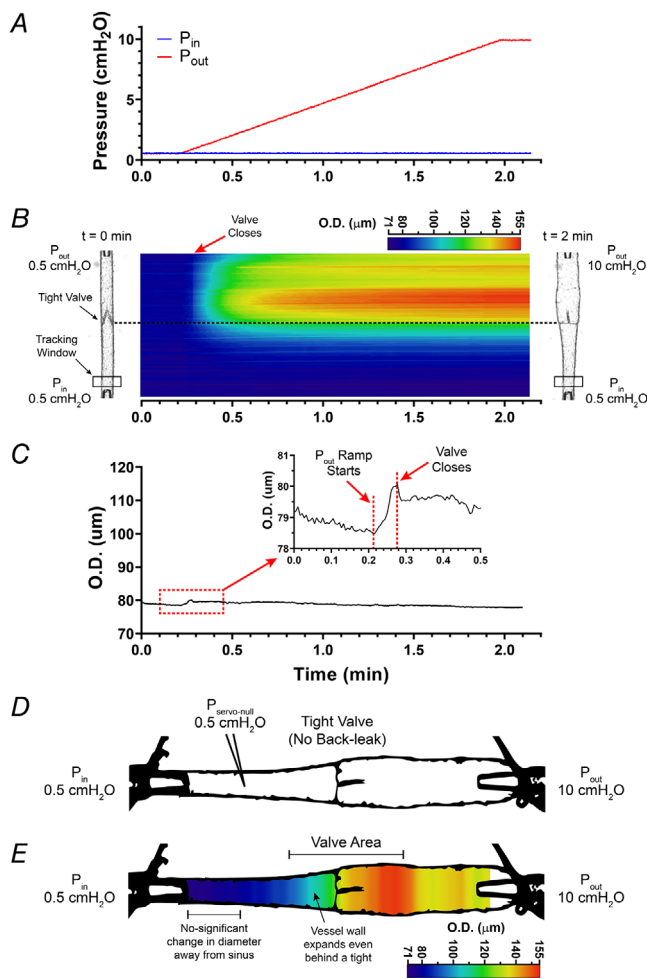 A
Pressure (cmH2O)
10
5
0
Pin
Pout
0.0
0.5
1.0
1.5
2.0
B
t = 0 min
Pout
0.5 cmH2O
Tight Valve
Tracking
Window
Pin
0.5 cmH2O
Valve
Closes
O.D. (μm)
71
80
100
120
140
155
t = 2 min
Pout
10 cmH2O
Pin
0.5 cmH2O
0.0
0.5
1.0
1.5
2.0
C
O.D. (um)
120
110
100
90
80
70
Pout Ramp
Starts
Valve
Closes
O.D. (um)
81
80
79
78
0.0
0.1
0.2
0.3
0.4
0.5
0.0
0.5
1.0
1.5
2.0
Time (min)
D
Pservo-null
0.5 cmH2O
Tight Valve
(No Back-leak)
Pin
0.5 cmH2O
Pout
10 cmH2O
E
Valve Area
Pin
0.5 cmH2O
Pout
10 cmH2O
No-significant
change in diameter
away from sinus
Vessel wall
expands even
behind a tight
O.D. (μm)
71
80
100
120
140
155